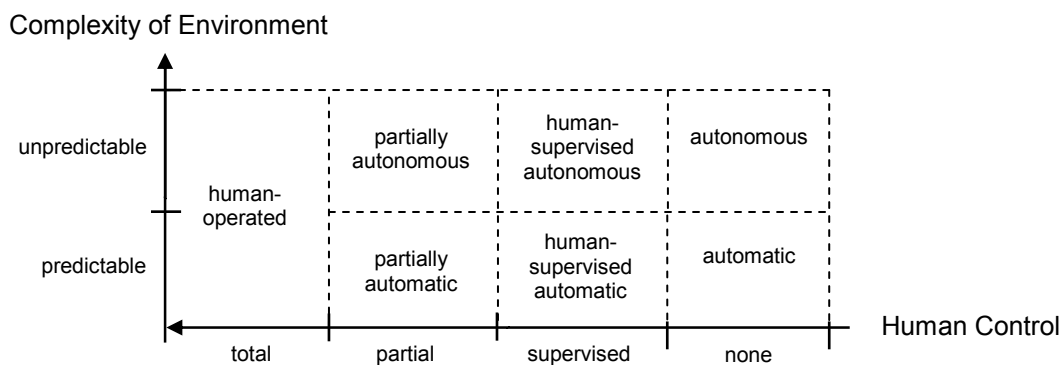 Complexity of Environment
unpredictable
predictable
human-
operated
partially
autonomous
human-
supervised
autonomous
autonomous
partially
automatic
human-
supervised
automatic
automatic
Human Control
total
partial
supervised
none